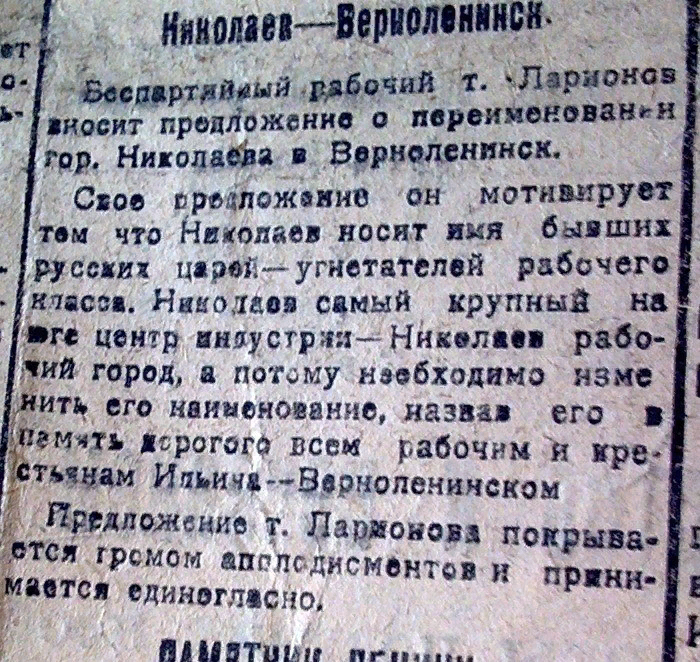 Николаев—Верноленинск.
Беспартийный рабочий т. Ларионов
вносит предложение о переименовании
гор. Николаева в Верноленинск.
Свое предложение он мотивирует
тем что Николаев носит имя бывших
русских царей—угнетателей рабочего
класса. Николаев самый крупный на
юге центр индустрии—Николаев рабо-
чий город, а потому необходимо изме
нить его наименование, назвав его в
память дорогого всем рабочим и кре-
стьянам Ильича--Верноленинском
Предложение т. Ларионова покрыва-
ется громом аплодисментов и прини-
мается единогласно.